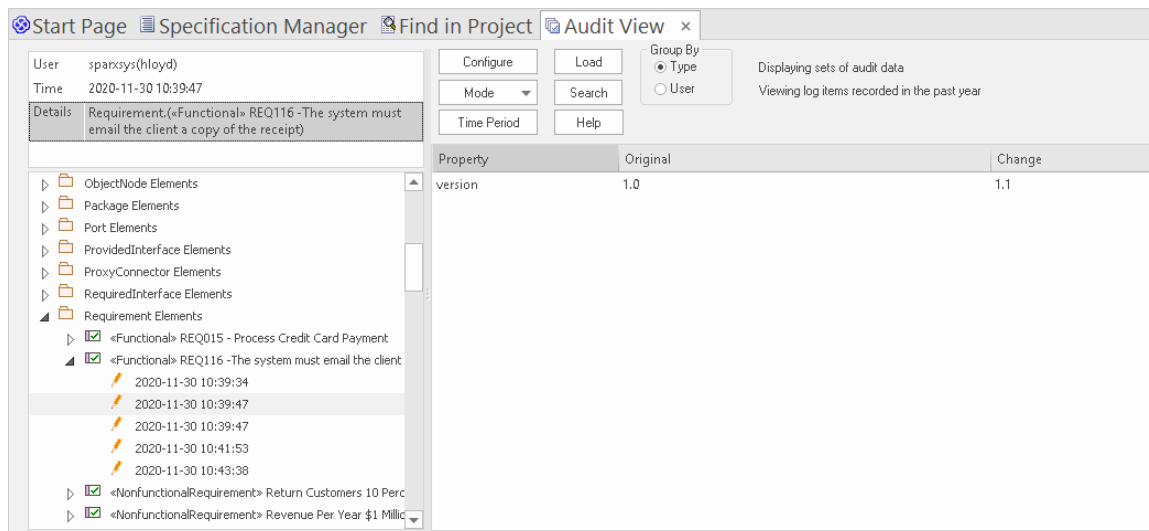 Start Page Specification Manager Find in Project Audit View ×
User sparxsys(hloyd)
Time 2020-11-30 10:39:47
Details Requirement.(«Functional» REQ116 -The system must
email the client a copy of the receipt)
Configure Load
Mode Search
Time Period Help
Group By
Type
User
Displaying sets of audit data
Viewing log items recorded in the past year
Property Original Change
version 1.0 1.1
ObjectNode Elements
Package Elements
Port Elements
ProvidedInterface Elements
ProxyConnector Elements
RequiredInterface Elements
Requirement Elements
«Functional» REQ015 - Process Credit Card Payment
«Functional» REQ116 -The system must email the client
2020-11-30 10:39:34
2020-11-30 10:39:47
2020-11-30 10:39:47
2020-11-30 10:41:53
2020-11-30 10:43:38
«NonfunctionalRequirement» Return Customers 10 Perc
«NonfunctionalRequirement» Revenue Per Year $1 Millic